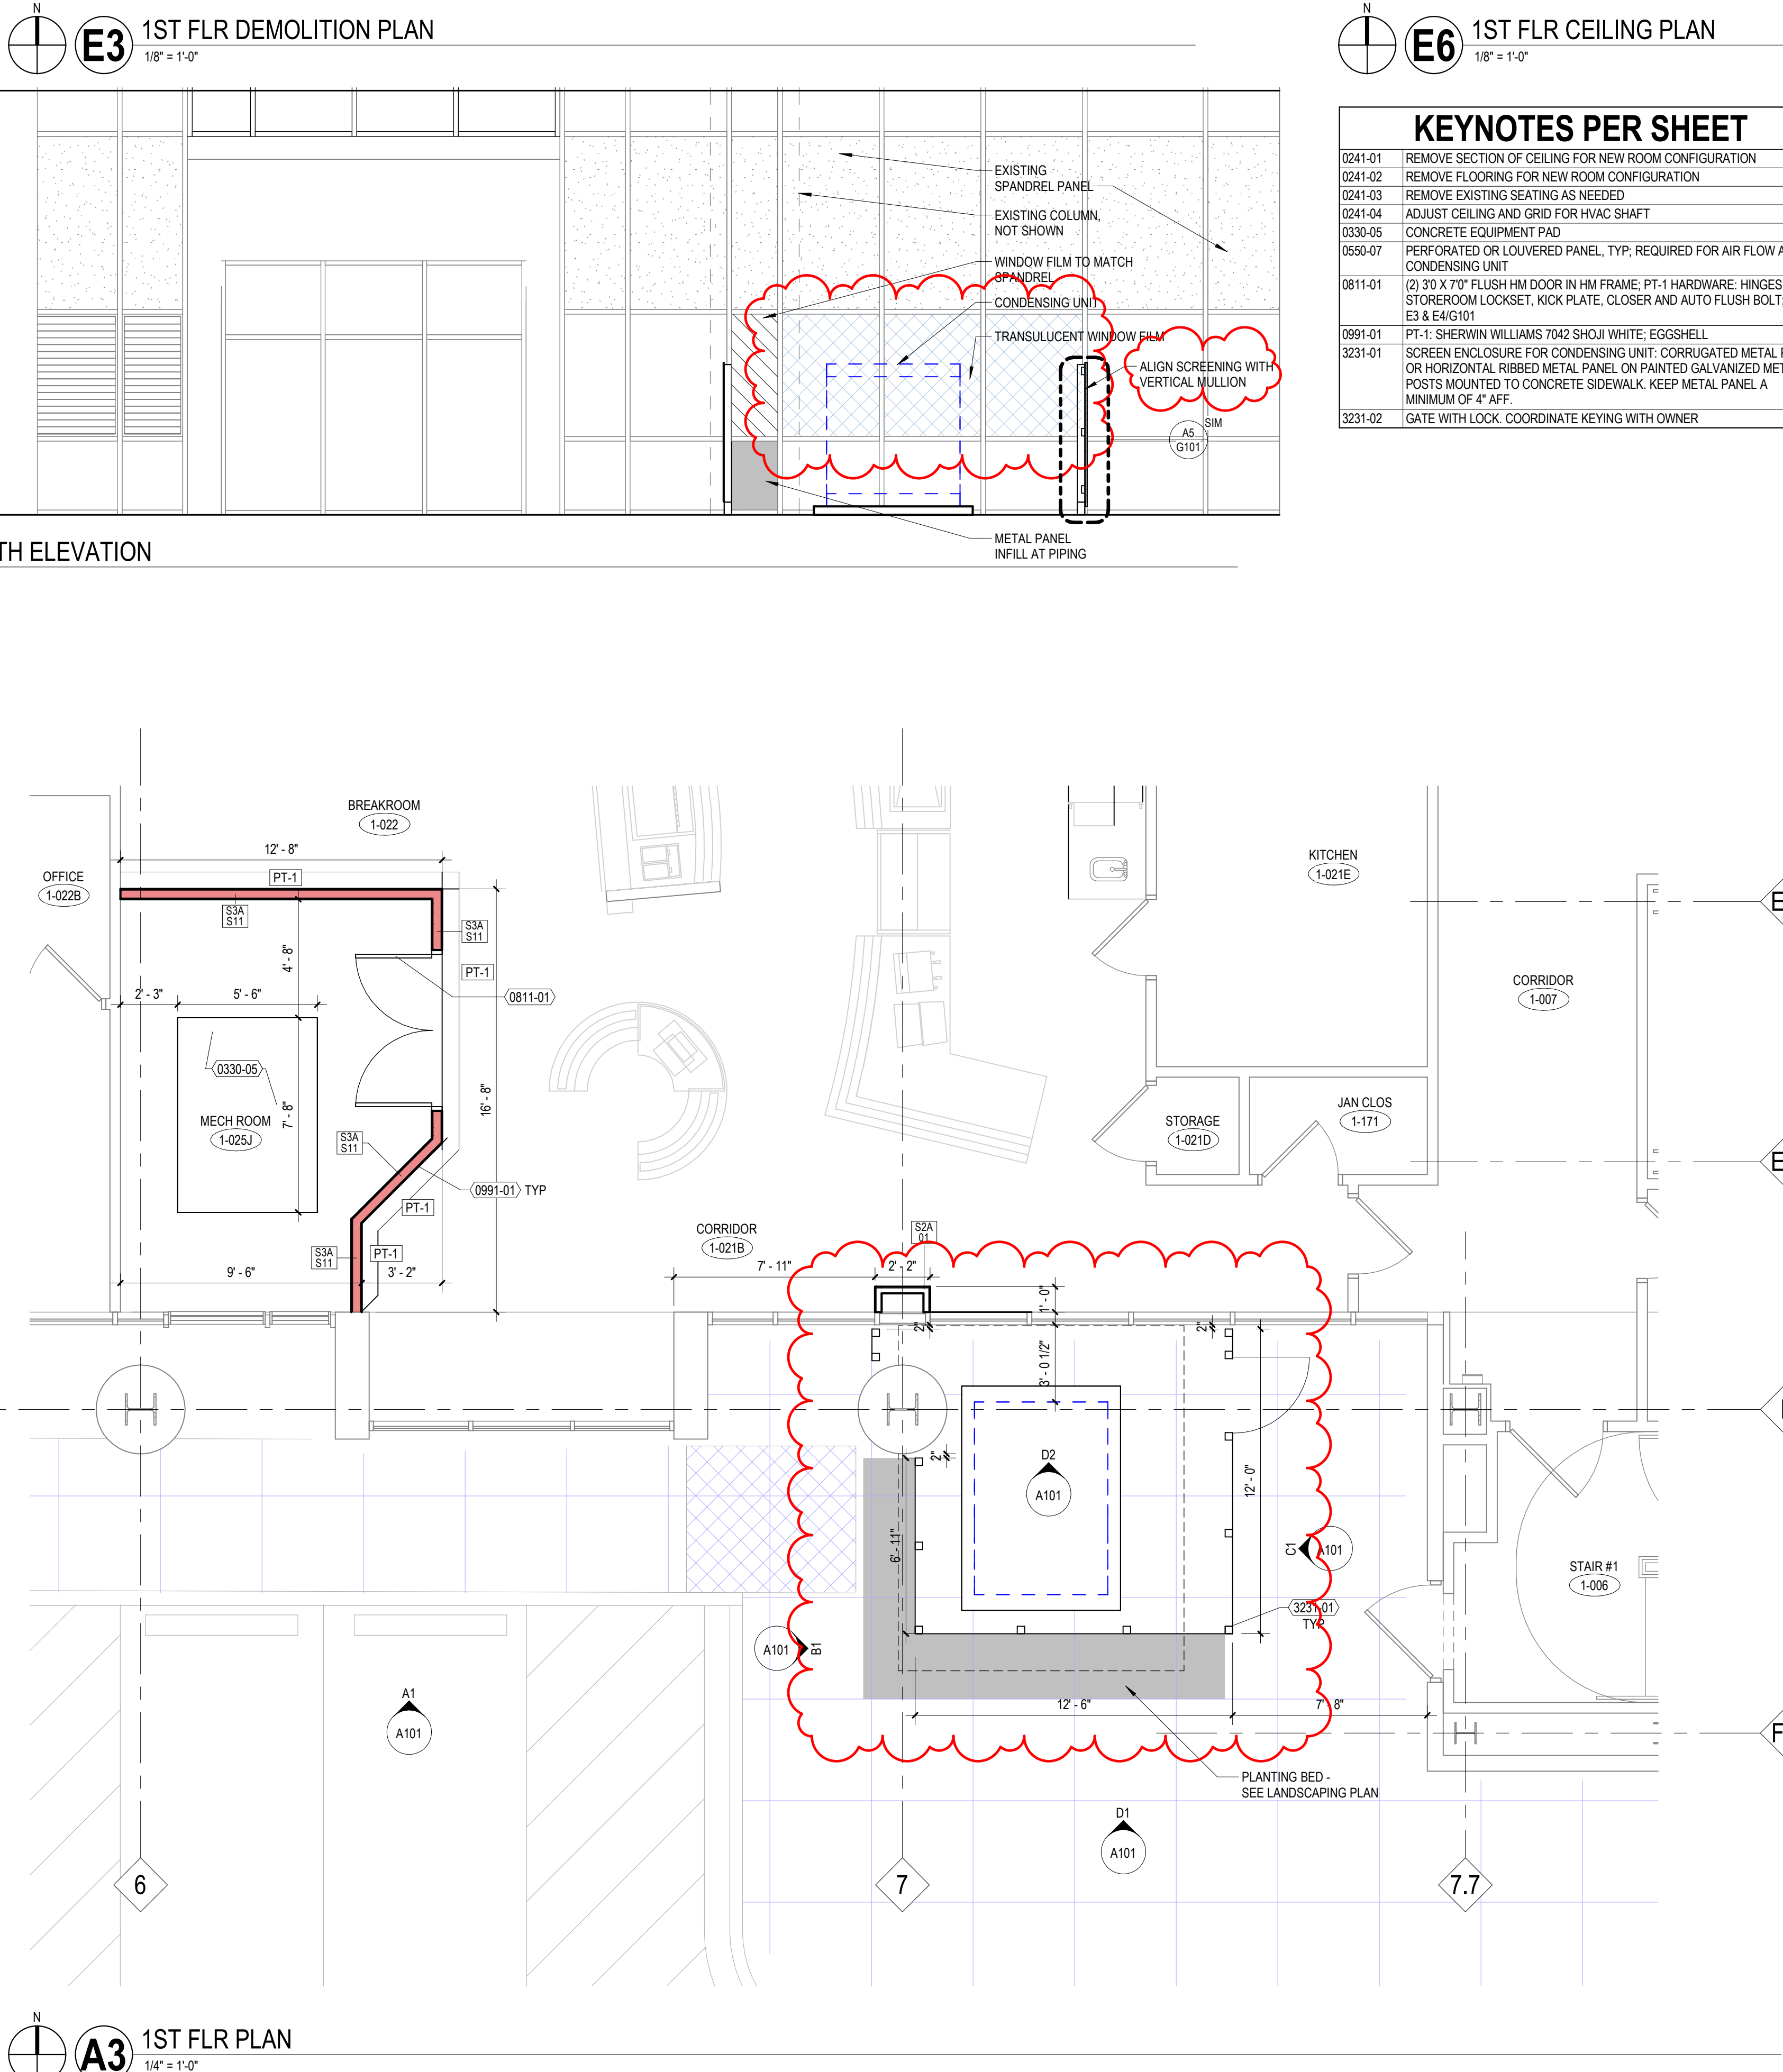 N
E3
1ST FLR DEMOLITION PLAN
1/8" = 1'-0"
N
E6
1ST FLR CEILING PLAN
1/8" = 1'-0"
KEYNOTES PER SHEET
0241-01 REMOVE SECTION OF CEILING FOR NEW ROOM CONFIGURATION
0241-02 REMOVE FLOORING FOR NEW ROOM CONFIGURATION
0241-03 REMOVE EXISTING SEATING AS NEEDED
0241-04 ADJUST CEILING AND GRID FOR HVAC SHAFT
0330-05 CONCRETE EQUIPMENT PAD
0550-07 PERFORATED OR LOUVERED PANEL, TYP; REQUIRED FOR AIR FLOW A
CONDENSING UNIT
0811-01 (2) 3'0 X 7'0" FLUSH HM DOOR IN HM FRAME; PT-1 HARDWARE: HINGES
STOREROOM LOCKSET, KICK PLATE, CLOSER AND AUTO FLUSH BOLT;
E3 & E4/G101
0991-01 PT-1: SHERWIN WILLIAMS 7042 SHOJI WHITE; EGGSHELL
3231-01 SCREEN ENCLOSURE FOR CONDENSING UNIT: CORRUGATED METAL
OR HORIZONTAL RIBBED METAL PANEL ON PAINTED GALVANIZED MET
POSTS MOUNTED TO CONCRETE SIDEWALK. KEEP METAL PANEL A
MINIMUM OF 4" AFF.
3231-02 GATE WITH LOCK. COORDINATE KEYING WITH OWNER
EXISTING
SPANDREL PANEL
EXISTING COLUMN,
NOT SHOWN
WINDOW FILM TO MATCH
SPANDREL
CONDENSING UNIT
TRANSULUCENT WINDOW FILM
ALIGN SCREENING WITH
VERTICAL MULLION
SIM
A5
G101
METAL PANEL
INFILL AT PIPING
TH ELEVATION
BREAKROOM
1-022
12' - 8"
PT-1
OFFICE
1-022B
S3A
S11
S3A
S11
4' - 8"
PT-1
2' - 3"
5' - 6"
0811-01
0330-05
7' - 8"
16' - 8"
MECH ROOM
1-025J
S3A
S11
0991-01 TYP
PT-1
S3A
S11
PT-1
9' - 6"
3' - 2"
KITCHEN
1-021E
E
CORRIDOR
1-007
STORAGE
1-021D
JAN CLOS
1-171
E
CORRIDOR
1-021B
S2A
01
7' - 11"
2' - 2"
1' - 0"
2"
2"
3' - 0 1/2"
2"
D2
A101
12' - 0"
6' - 11"
C1
A101
STAIR #1
1-006
3231-01
TYP
A101
B1
A1
A101
12' - 6"
7' - 8"
F
PLANTING BED -
SEE LANDSCAPING PLAN
D1
A101
6
7
7.7
N
A3
1ST FLR PLAN
1/4" = 1'-0"